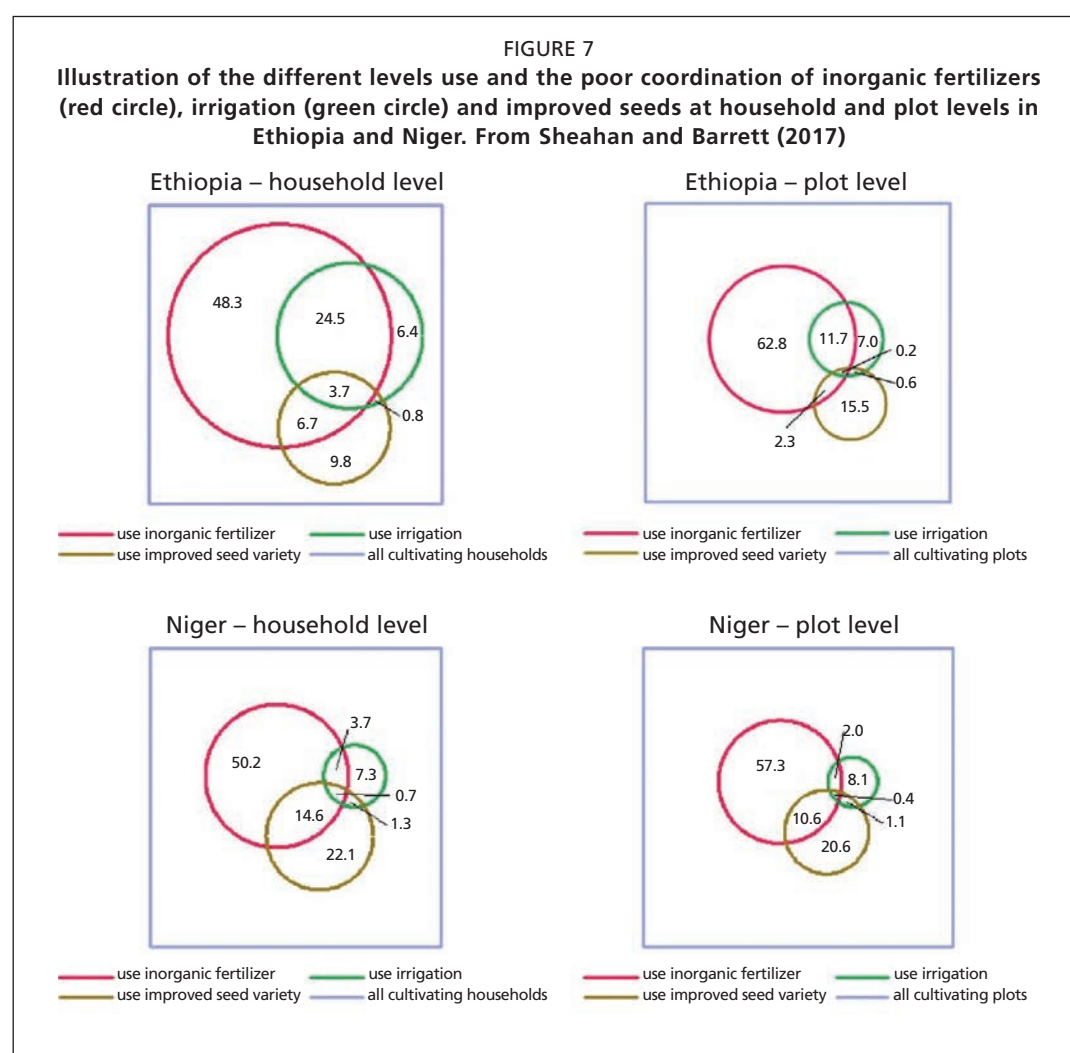 FIGURE 7
Illustration of the different levels use and the poor coordination of inorganic fertilizers
(red circle), irrigation (green circle) and improved seeds at household and plot levels in
Ethiopia and Niger. From Sheahan and Barrett (2017)
Ethiopia – household level
48.3
24.5
6.4
3.7
0.8
6.7
9.8
use inorganic fertilizer
use irrigation
use improved seed variety
all cultivating households
Ethiopia – plot level
62.8
11.7
7.0
0.2
0.6
15.5
2.3
use inorganic fertilizer
use irrigation
use improved seed variety
all cultivating plots
Niger – household level
3.7
50.2
7.3
0.7
14.6
1.3
22.1
use inorganic fertilizer
use irrigation
use improved seed variety
all cultivating households
Niger – plot level
2.0
57.3
8.1
0.4
10.6
1.1
20.6
use inorganic fertilizer
use irrigation
use improved seed variety
all cultivating plots